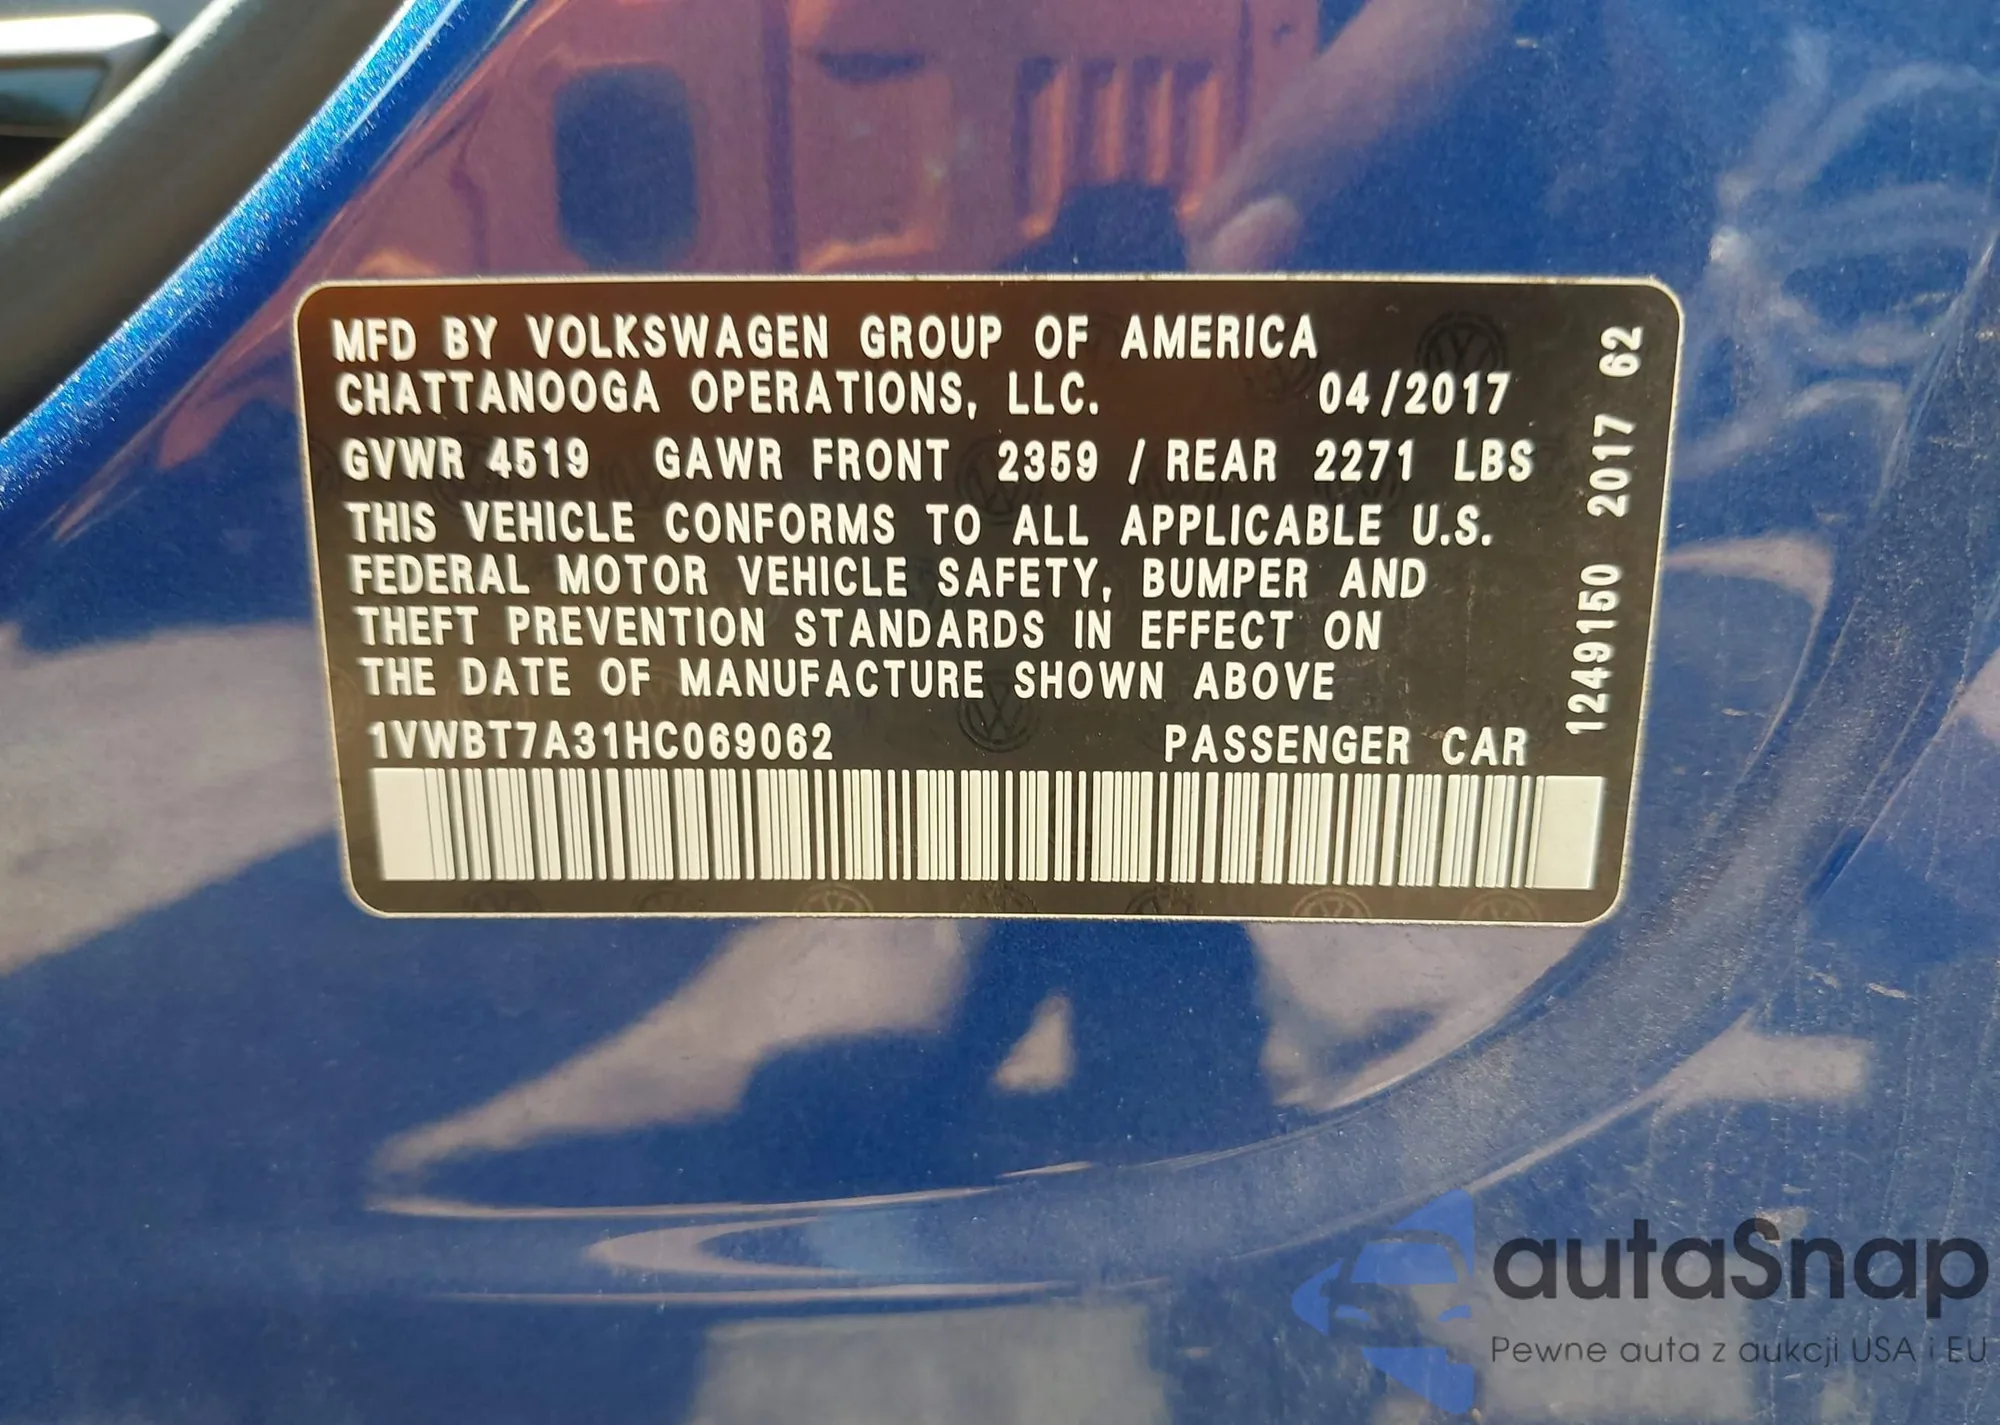 MFD BY VOLKSWAGEN GROUP OF AMERICA
CHATTANOOGA OPERATIONS, LLC. 04/2017
GVWR 4519 GAWR FRONT 2359 / REAR 2271 LBS
THIS VEHICLE CONFORMS TO ALL APPLICABLE U.S.
FEDERAL MOTOR VEHICLE SAFETY, BUMPER AND
THEFT PREVENTION STANDARDS IN EFFECT ON
THE DATE OF MANUFACTURE SHOWN ABOVE
1VWBT7A31HC069062 PASSENGER CAR
1249150 2017 62
autaSnap
Pewne auta z aukcji USA i EU